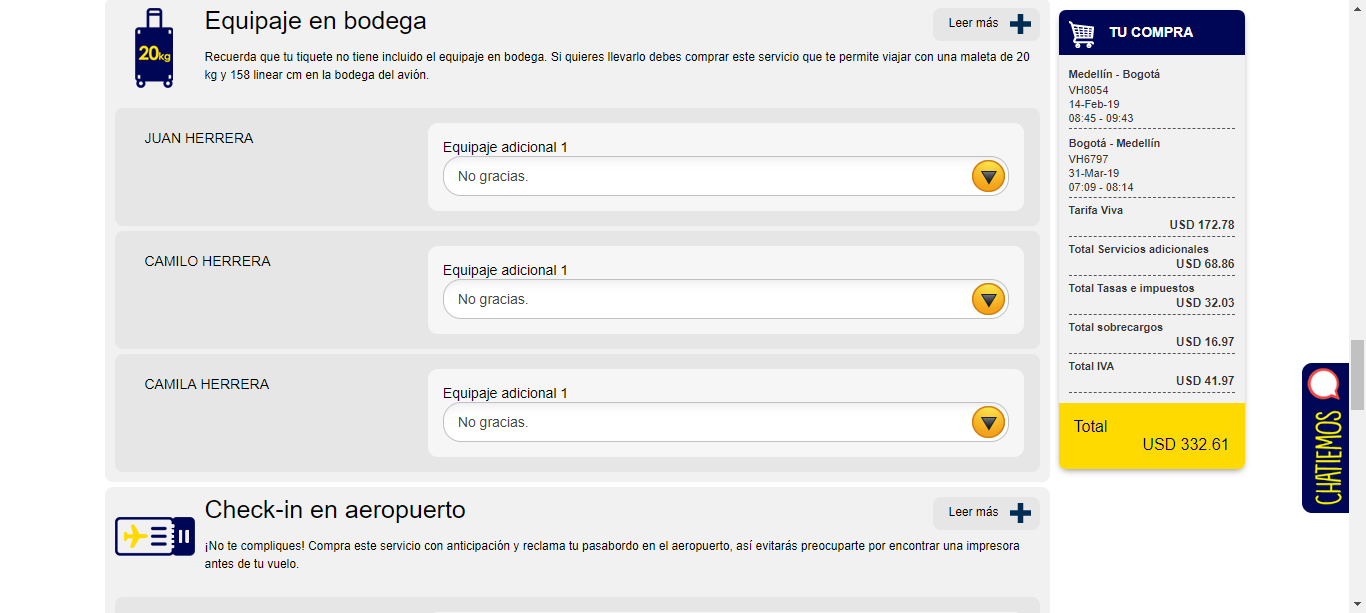 20kg
Equipaje en bodega
Leer más
Recuerda que tu tiquete no tiene incluido el equipaje en bodega. Si quieres llevarlo debes comprar este servicio que te permite viajar con una maleta de 20
kg y 158 linear cm en la bodega del avión.
JUAN HERRERA
Equipaje adicional 1
No gracias.
CAMILO HERRERA
Equipaje adicional 1
No gracias.
CAMILA HERRERA
Equipaje adicional 1
No gracias.
Check-in en aeropuerto
Leer más
¡No te compliques! Compra este servicio con anticipación y reclama tu pasabordo en el aeropuerto, así evitarás preocuparte por encontrar una impresora
antes de tu vuelo.
TU COMPRA
Medellín - Bogotá
VH8054
14-Feb-19
08:45 - 09:43
Bogotá - Medellín
VH6797
31-Mar-19
07:09 - 08:14
Tarifa Viva
USD 172.78
Total Servicios adicionales
USD 68.86
Total Tasas e impuestos
USD 32.03
Total sobrecargos
USD 16.97
Total IVA
USD 41.97
Total
USD 332.61
CHATIEMOS